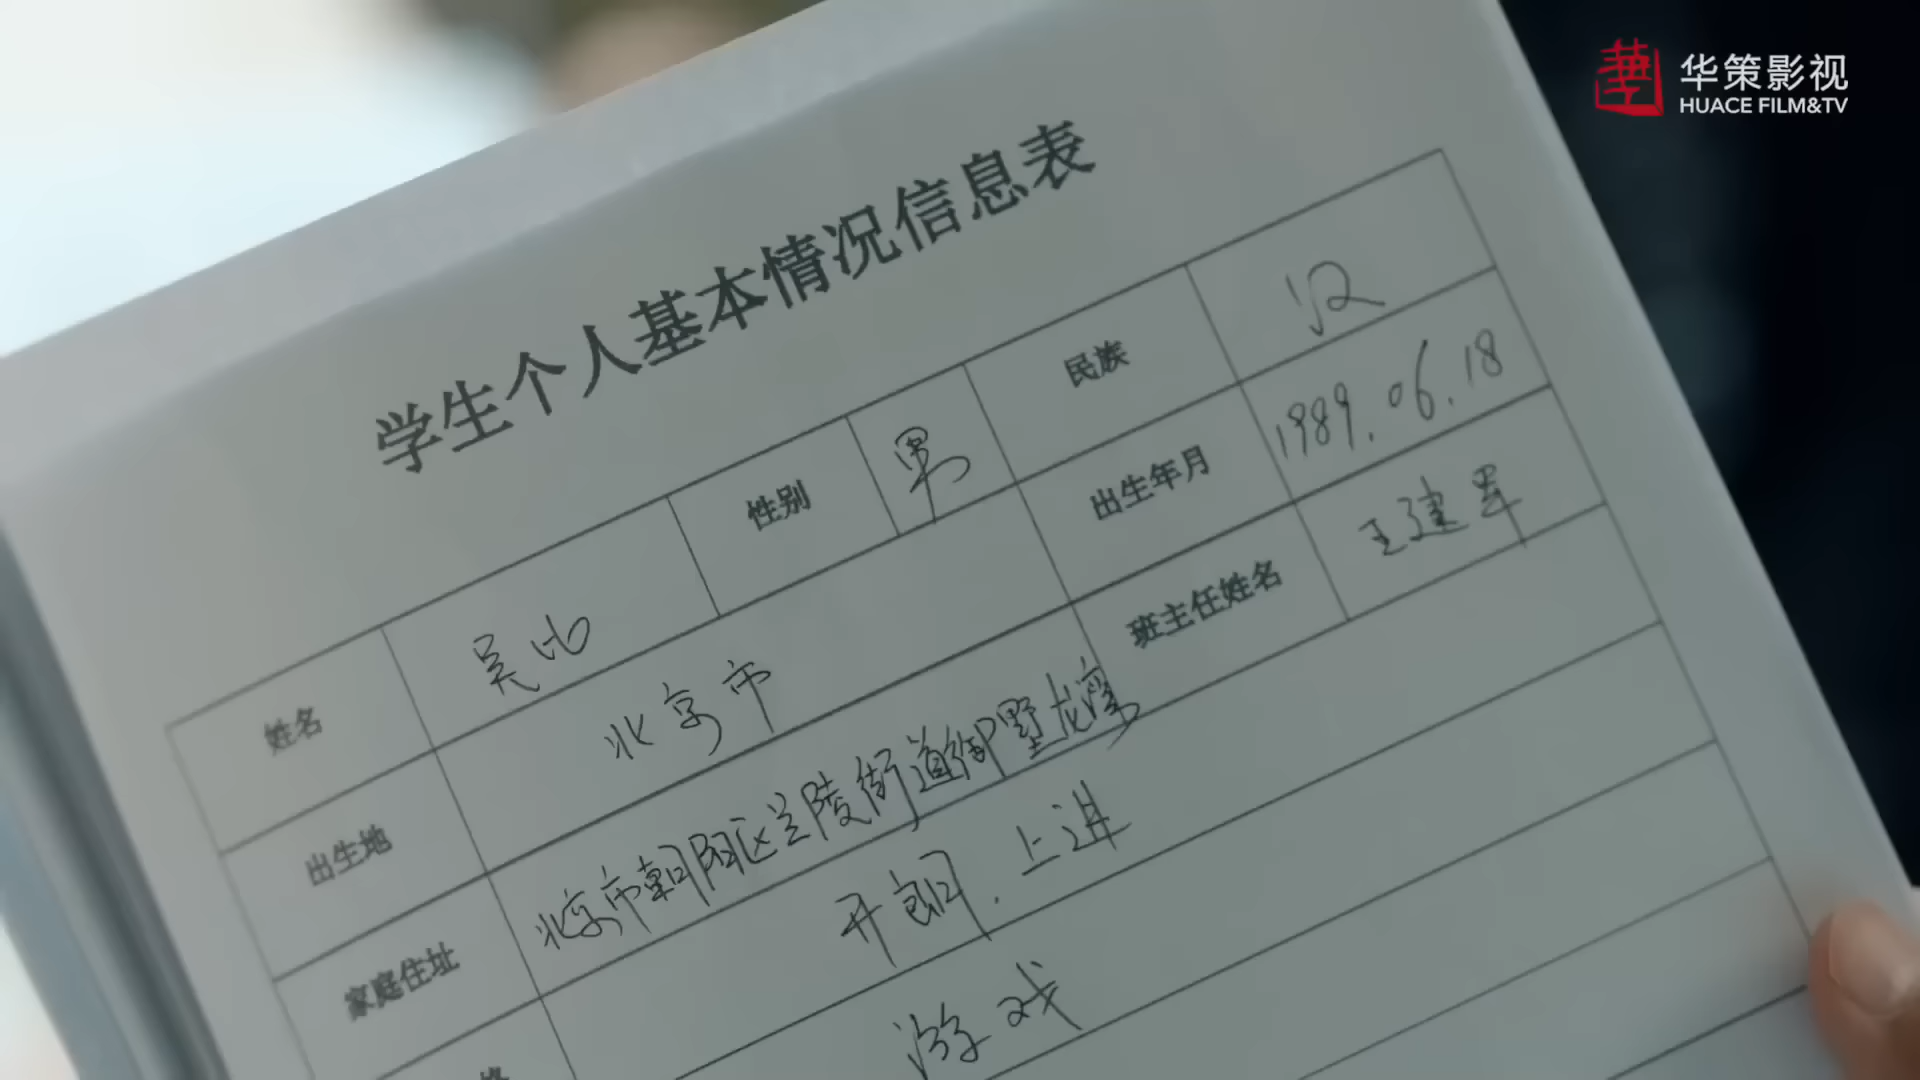 华策影视
HUACE FILM&TV
学生个人基本情况信息表
姓名 吴比 性别 男 民族 汉
出生地 北京市 出生年月 1989.06.18
家庭住址 北京市朝阳区兰陵街道御墅龙湾 班主任姓名 王建军
开朗.上进
游戏